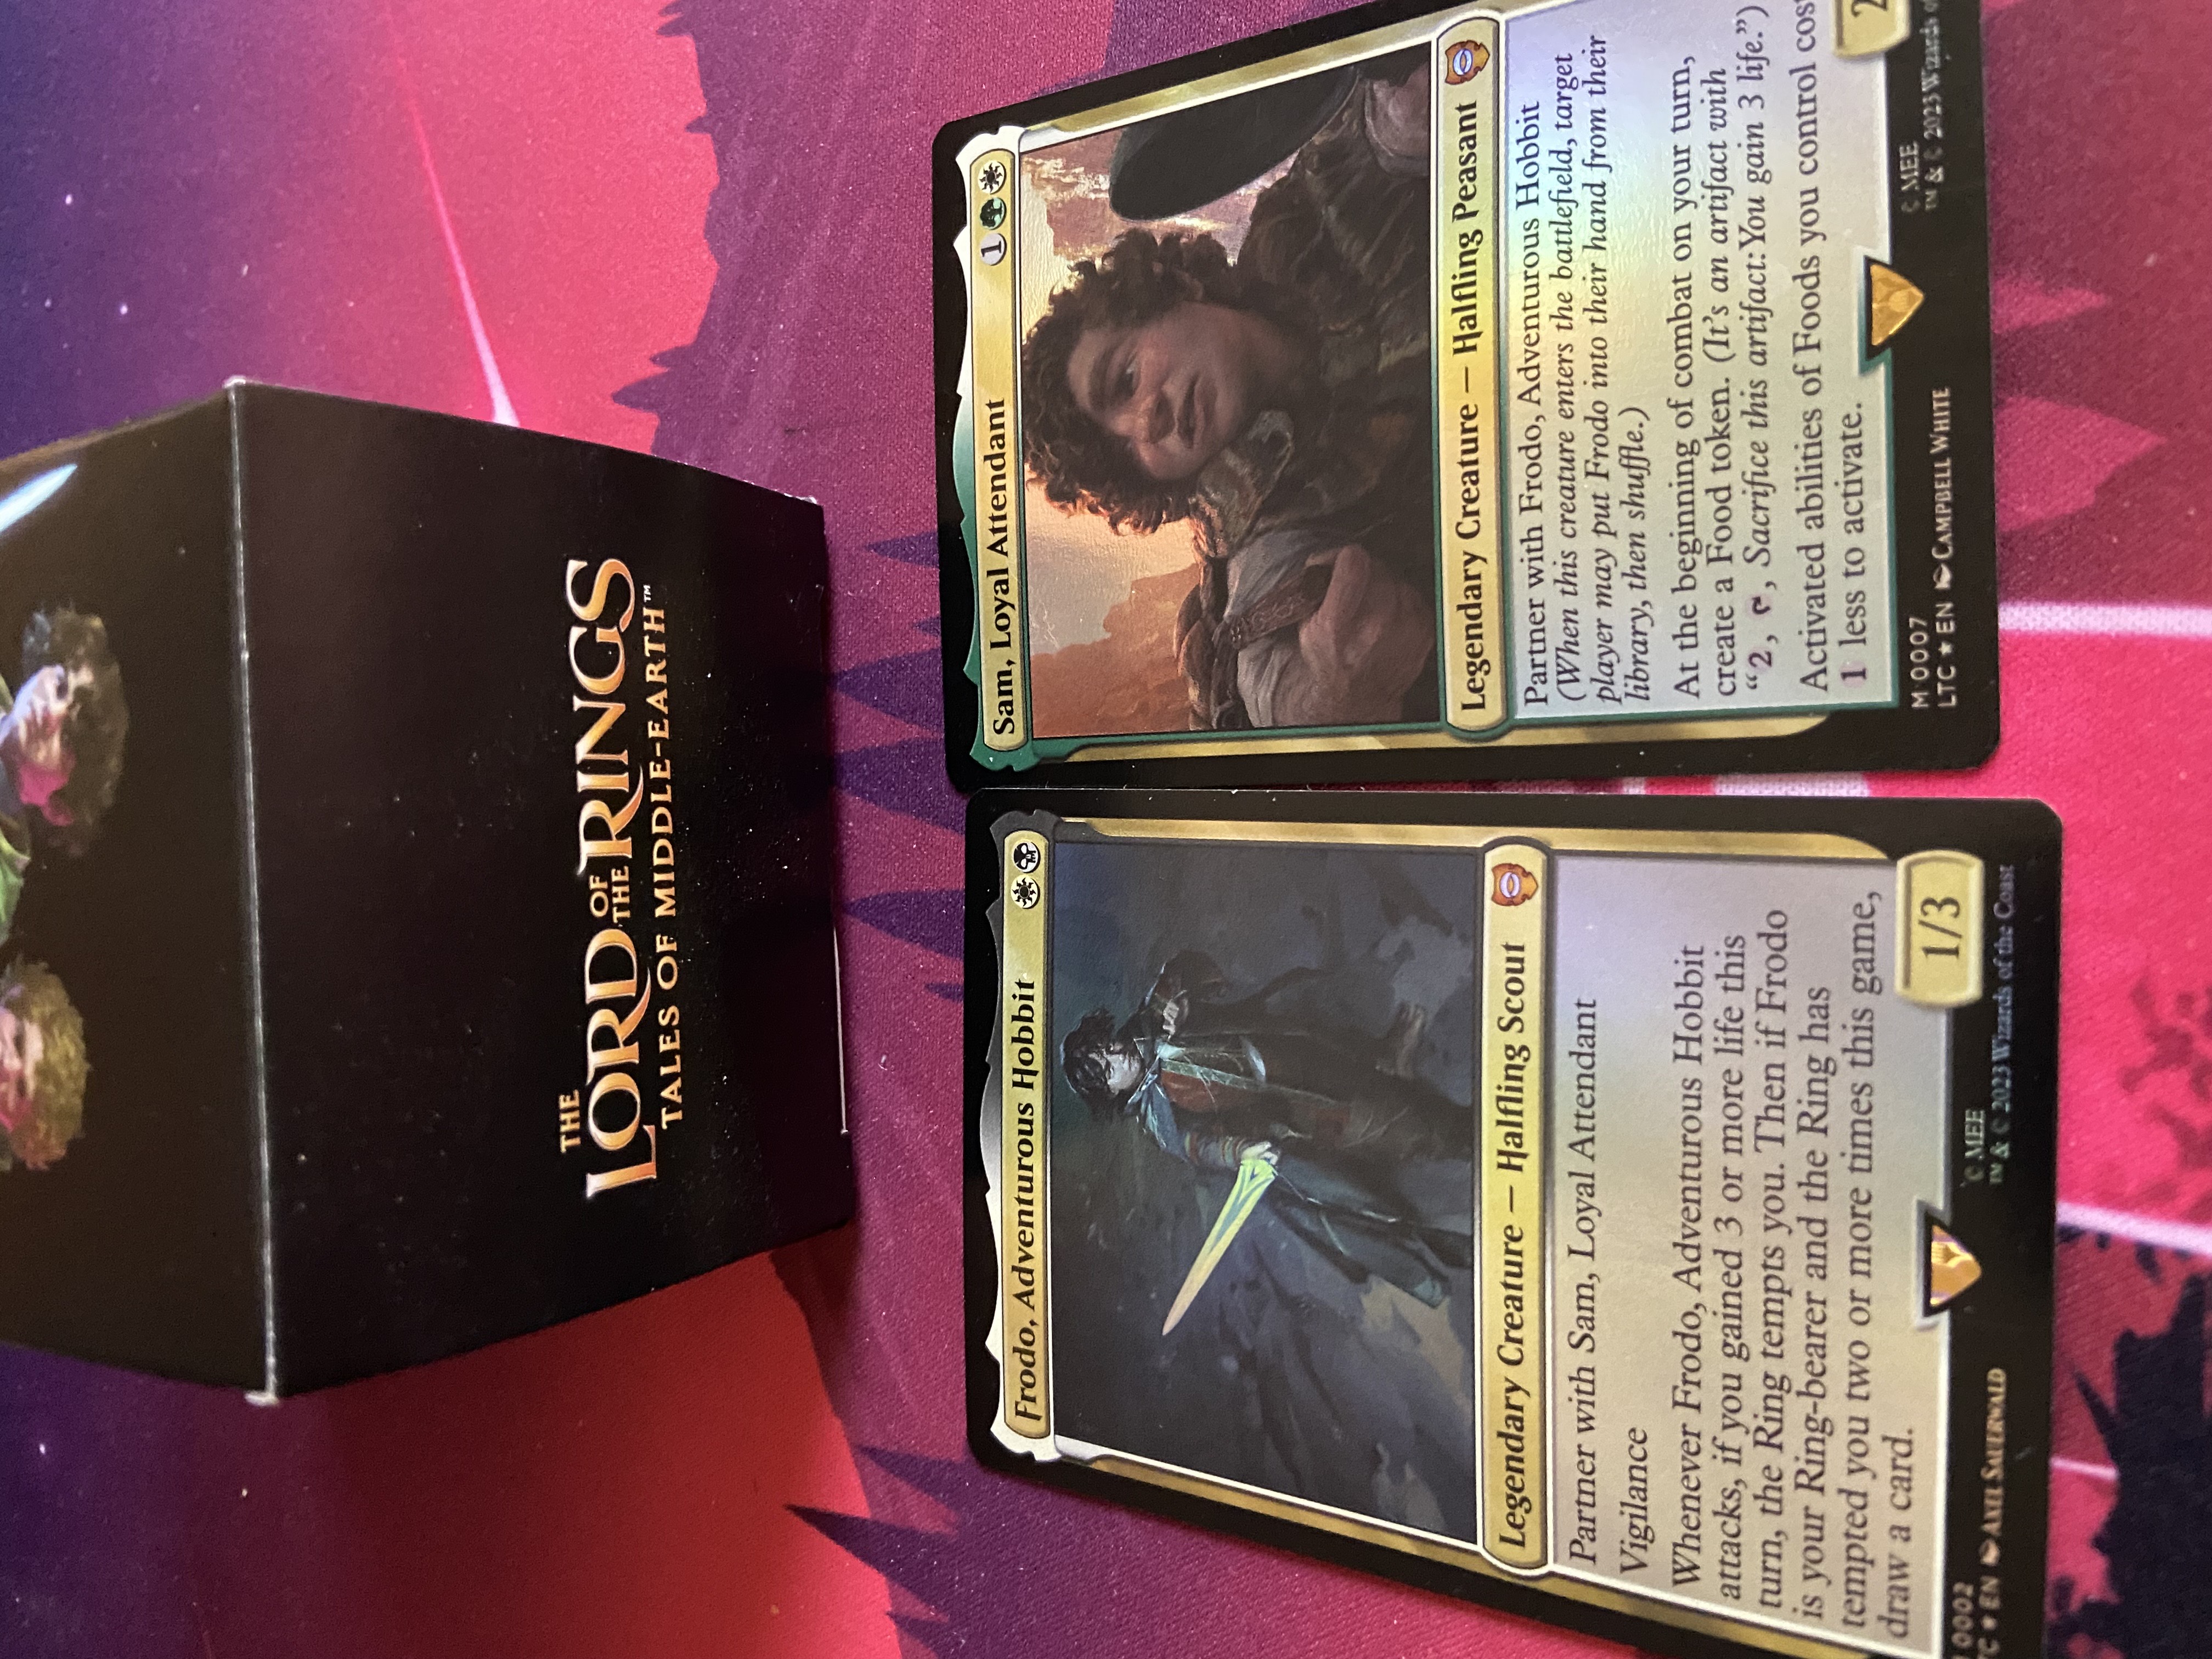 THE
LORD OF THE RINGS
TALES OF MIDDLE-EARTH™
Frodo, Adventurous Hobbit
Legendary Creature — Halfling Scout
Partner with Sam, Loyal Attendant
Vigilance
Whenever Frodo, Adventurous Hobbit
attacks, if you gained 3 or more life this
turn, the Ring tempts you. Then if Frodo
is your Ring-bearer and the Ring has
tempted you two or more times this game,
draw a card.
1/3
0002
EN AXEL SAUERWALD
© MEE
™ & © 2023 Wizards of the Coast
Sam, Loyal Attendant
1
Legendary Creature — Halfling Peasant
Partner with Frodo, Adventurous Hobbit
(When this creature enters the battlefield, target
player may put Frodo into their hand from their
library, then shuffle.)
At the beginning of combat on your turn,
create a Food token. (It's an artifact with
“2, , Sacrifice this artifact: You gain 3 life.”)
Activated abilities of Foods you control cost
1 less to activate.
2
M 0007
LTC ★ EN CAMPBELL WHITE
© MEE
™ & © 2023 Wizards